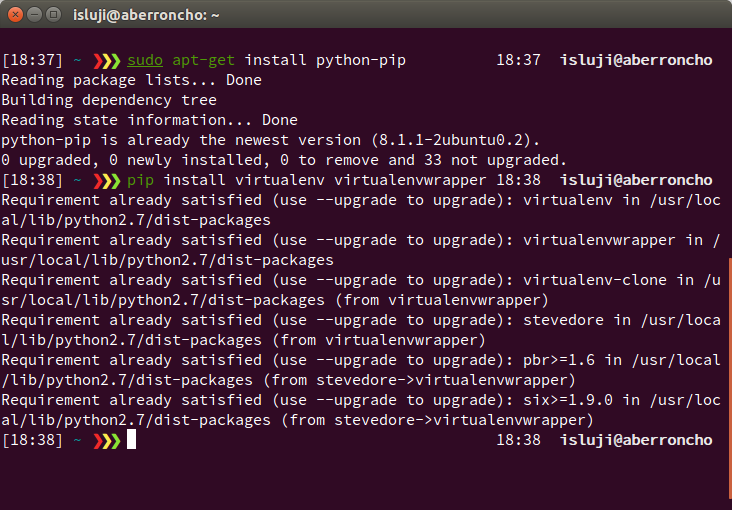 isluji@aberroncho: ~
[18:37] ~ ❯❯❯ sudo apt-get install python-pip 18:37 isluji@aberroncho
Reading package lists... Done
Building dependency tree
Reading state information... Done
python-pip is already the newest version (8.1.1-2ubuntu0.2).
0 upgraded, 0 newly installed, 0 to remove and 33 not upgraded.
[18:38] ~ ❯❯❯ pip install virtualenv virtualenvwrapper 18:38 isluji@aberroncho
Requirement already satisfied (use --upgrade to upgrade): virtualenv in /usr/loc
al/lib/python2.7/dist-packages
Requirement already satisfied (use --upgrade to upgrade): virtualenvwrapper in /
usr/local/lib/python2.7/dist-packages
Requirement already satisfied (use --upgrade to upgrade): virtualenv-clone in /u
sr/local/lib/python2.7/dist-packages (from virtualenvwrapper)
Requirement already satisfied (use --upgrade to upgrade): stevedore in /usr/loca
l/lib/python2.7/dist-packages (from virtualenvwrapper)
Requirement already satisfied (use --upgrade to upgrade): pbr>=1.6 in /usr/local
/lib/python2.7/dist-packages (from stevedore->virtualenvwrapper)
Requirement already satisfied (use --upgrade to upgrade): six>=1.9.0 in /usr/loc
al/lib/python2.7/dist-packages (from stevedore->virtualenvwrapper)
[18:38] ~ ❯❯❯ 18:38 isluji@aberroncho